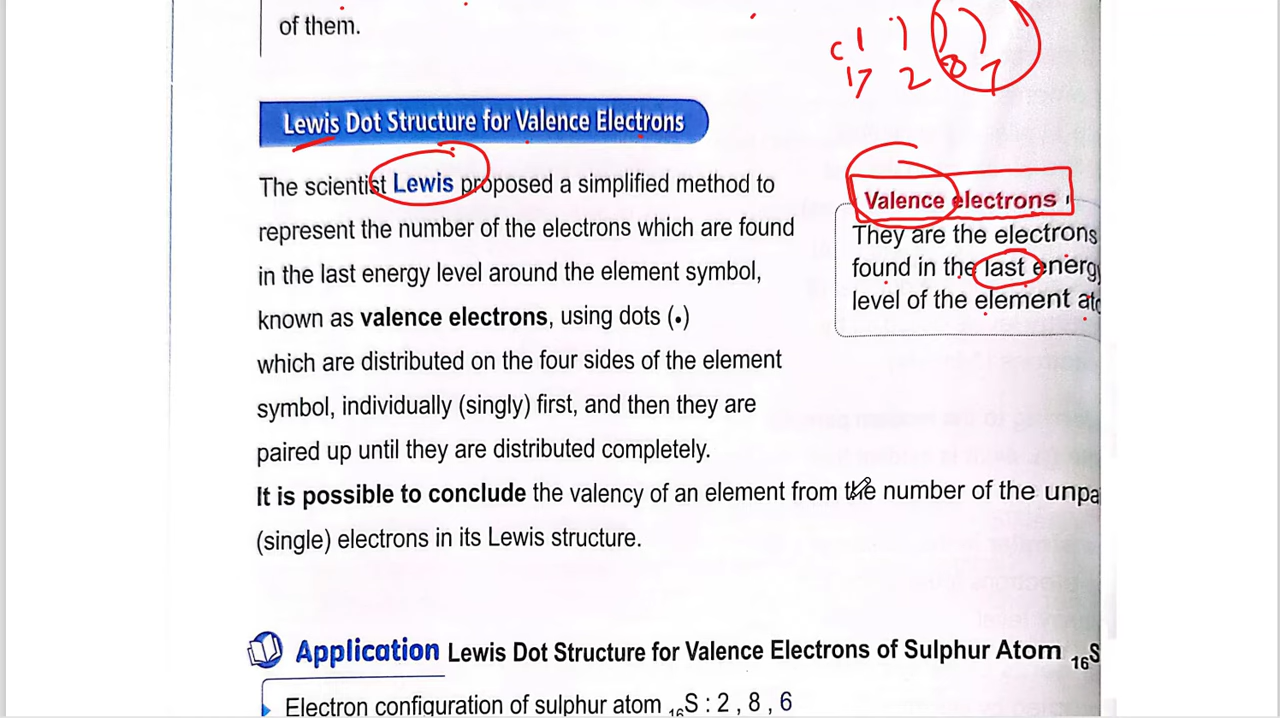 of them.
Cl ) ) ) )
17 2 8 7
Lewis Dot Structure for Valence Electrons
The scientist Lewis proposed a simplified method to
represent the number of the electrons which are found
in the last energy level around the element symbol,
known as valence electrons, using dots (•)
which are distributed on the four sides of the element
symbol, individually (singly) first, and then they are
paired up until they are distributed completely.
It is possible to conclude the valency of an element from the number of the unpa
(single) electrons in its Lewis structure.
Valence electrons
They are the electrons
found in the last energy
level of the element ato
Application Lewis Dot Structure for Valence Electrons of Sulphur Atom 16S
Electron configuration of sulphur atom 16S : 2 , 8 , 6